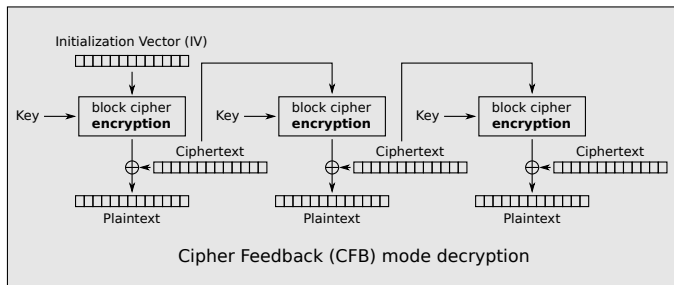 Initialization Vector (IV)
Key
block cipher
encryption
Key
block cipher
encryption
Key
block cipher
encryption
Ciphertext
Ciphertext
Ciphertext
Plaintext
Plaintext
Plaintext
Cipher Feedback (CFB) mode decryption